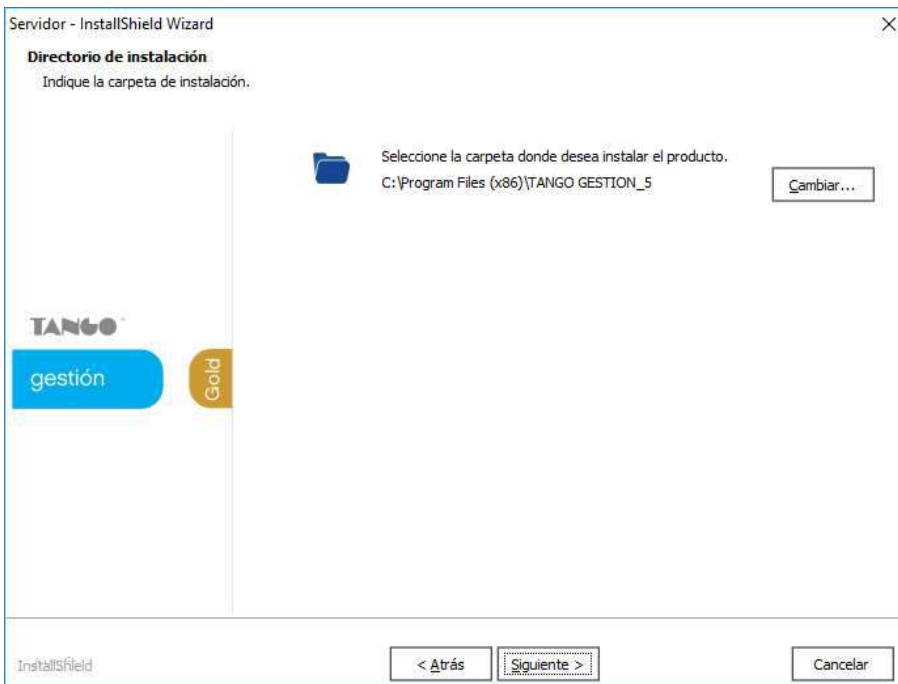 Servidor - InstallShield Wizard
Directorio de instalación
Indique la carpeta de instalación.
Seleccione la carpeta donde desea instalar el producto.
C:\Program Files (x86)\TANGO GESTION_5
Cambiar...
TANGO
gestión
Gold
InstallShield
< Atrás
Siguiente >
Cancelar